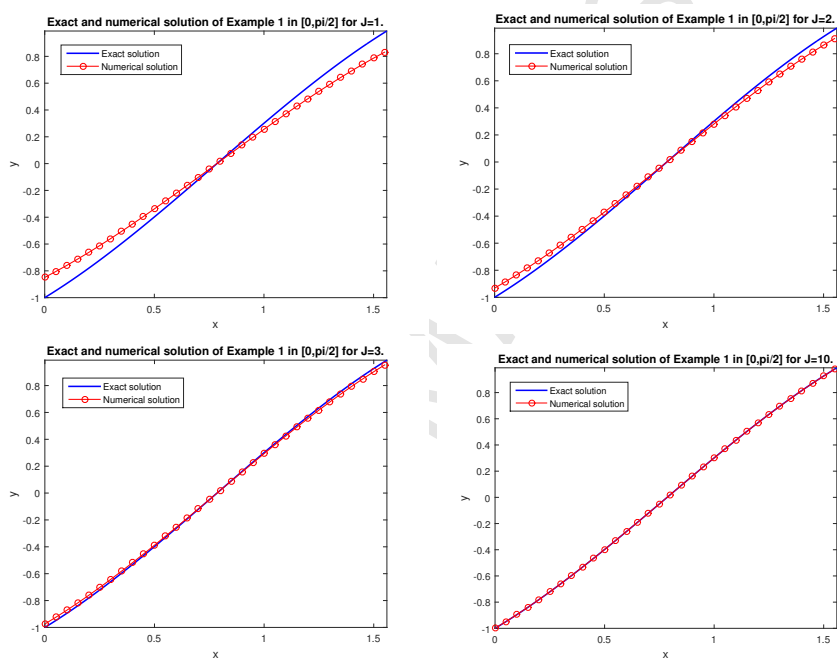 Exact and numerical solution of Example 1 in [0,pi/2] for J=1.
Exact solution
Numerical solution
0.8
0.6
0.4
0.2
0
-0.2
-0.4
-0.6
-0.8
-1
y
0 0.5 1 1.5
x
Exact and numerical solution of Example 1 in [0,pi/2] for J=2.
Exact solution
Numerical solution
0.8
0.6
0.4
0.2
0
-0.2
-0.4
-0.6
-0.8
-1
y
0 0.5 1 1.5
x
Exact and numerical solution of Example 1 in [0,pi/2] for J=3.
Exact solution
Numerical solution
0.8
0.6
0.4
0.2
0
-0.2
-0.4
-0.6
-0.8
-1
y
0 0.5 1 1.5
x
Exact and numerical solution of Example 1 in [0,pi/2] for J=10.
Exact solution
Numerical solution
0.8
0.6
0.4
0.2
0
-0.2
-0.4
-0.6
-0.8
-1
y
0 0.5 1 1.5
x